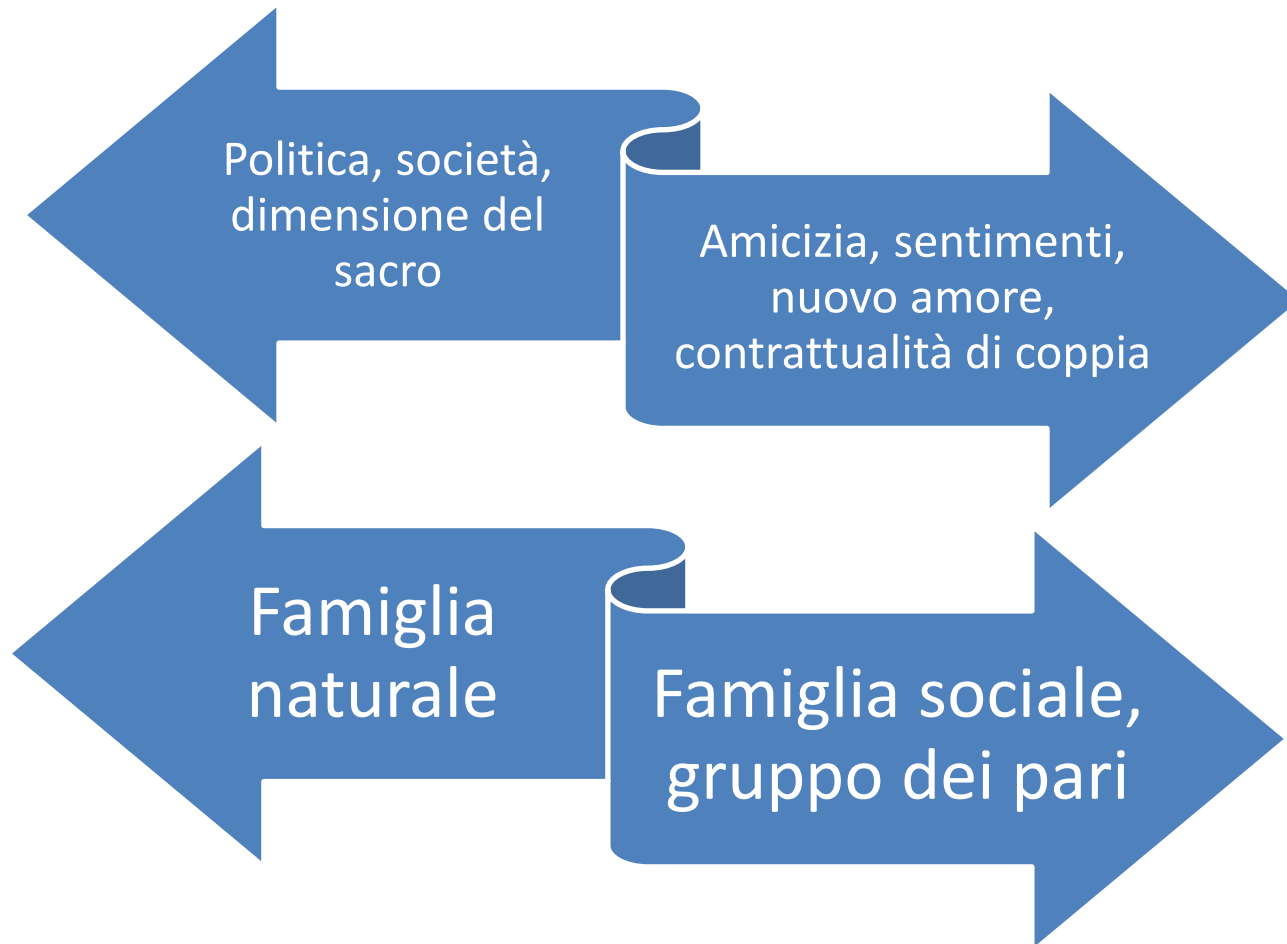 Politica, società,
dimensione del
sacro
Amicizia, sentimenti,
nuovo amore,
contrattualità di coppia
Famiglia
naturale
Famiglia sociale,
gruppo dei pari